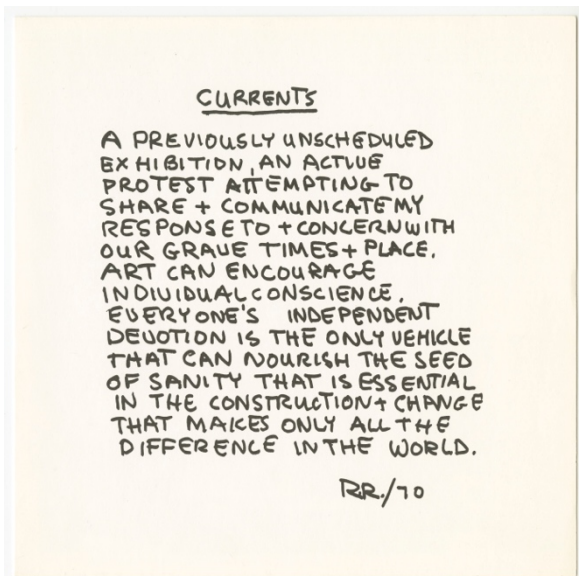 CURRENTS
A PREVIOUSLY UNSCHEDULED
EXHIBITION, AN ACTIVE
PROTEST ATTEMPTING TO
SHARE + COMMUNICATE MY
RESPONSE TO + CONCERN WITH
OUR GRAVE TIMES + PLACE.
ART CAN ENCOURAGE
INDIVIDUAL CONSCIENCE.
EVERYONE'S INDEPENDENT
DEVOTION IS THE ONLY VEHICLE
THAT CAN NOURISH THE SEED
OF SANITY THAT IS ESSENTIAL
IN THE CONSTRUCTION + CHANGE
THAT MAKES ONLY ALL THE
DIFFERENCE IN THE WORLD.
R.R./70